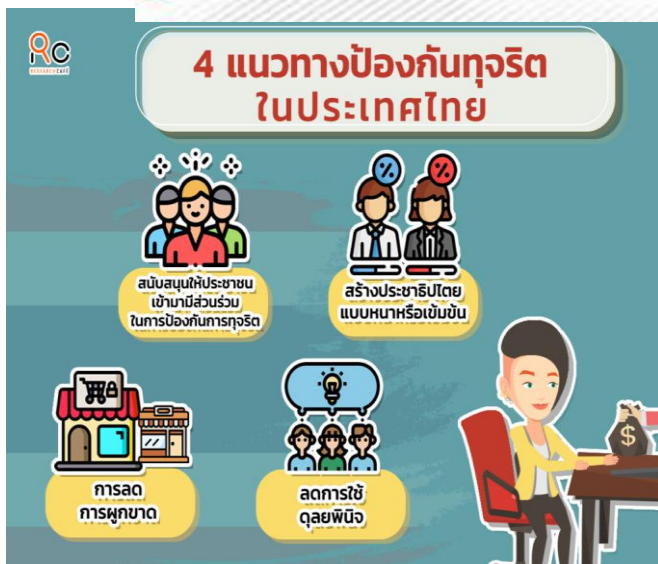 RC
RESEARCH CAFE
4 แนวทางป้องกันทุจริต
ในประเทศไทย
% %
สนับสนุนให้ประชาชน
เข้ามามีส่วนร่วม
ในการป้องกันการทุจริต
สร้างประชาธิปไตย
แบบหนาหรือเข้มข้น
การลด
การผูกขาด
ลดการใช้
ดุลยพินิจ
$